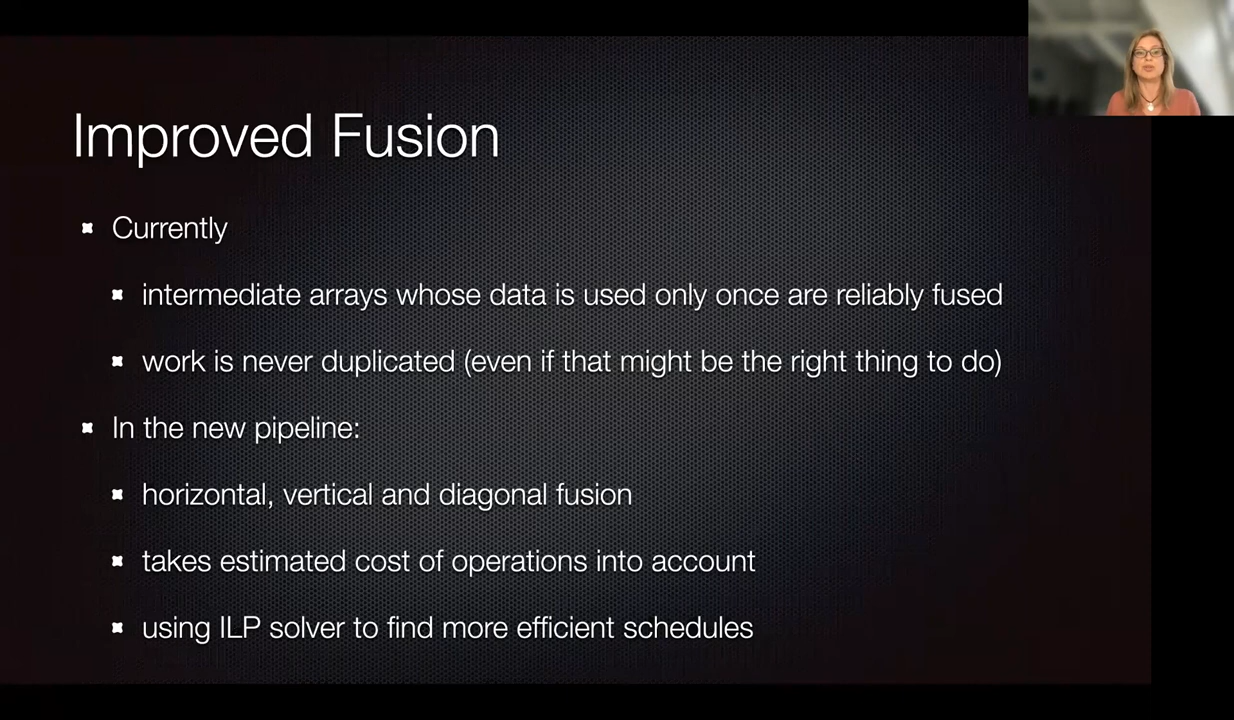 Improved Fusion
Currently
intermediate arrays whose data is used only once are reliably fused
work is never duplicated (even if that might be the right thing to do)
In the new pipeline:
horizontal, vertical and diagonal fusion
takes estimated cost of operations into account
using ILP solver to find more efficient schedules